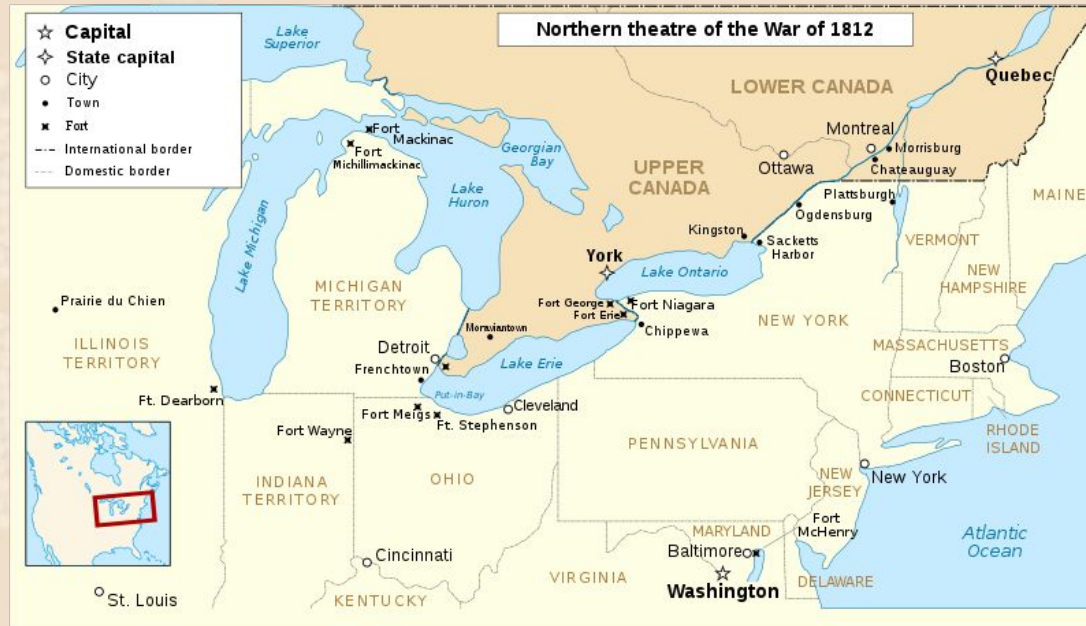 Northern theatre of the War of 1812
Capital
State capital
City
Town
Fort
International border
Domestic border
Lake
Superior
Fort
Mackinac
Fort
Michillimackinac
Georgian
Bay
Lake
Huron
Lake Michigan
LOWER CANADA
Quebec
Montreal
Morrisburg
Chateauguay
Ottawa
UPPER
CANADA
Plattsburgh
Ogdensburg
Kingston
Sacketts
Harbor
MAINE
VERMONT
NEW
HAMPSHIRE
York
Lake Ontario
Fort George
Fort Niagara
Fort Erie
Chippewa
NEW YORK
MASSACHUSETTS
Boston
CONNECTICUT
RHODE
ISLAND
Prairie du Chien
MICHIGAN
TERRITORY
ILLINOIS
TERRITORY
Moraviantown
Detroit
Frenchtown
Lake Erie
Put-in-Bay
Ft. Dearborn
Fort Meigs
Ft. Stephenson
Cleveland
Fort Wayne
PENNSYLVANIA
New York
NEW
JERSEY
INDIANA
TERRITORY
OHIO
Fort
McHenry
MARYLAND
Baltimore
Atlantic
Ocean
Cincinnati
Washington
VIRGINIA
DELAWARE
KENTUCKY
St. Louis